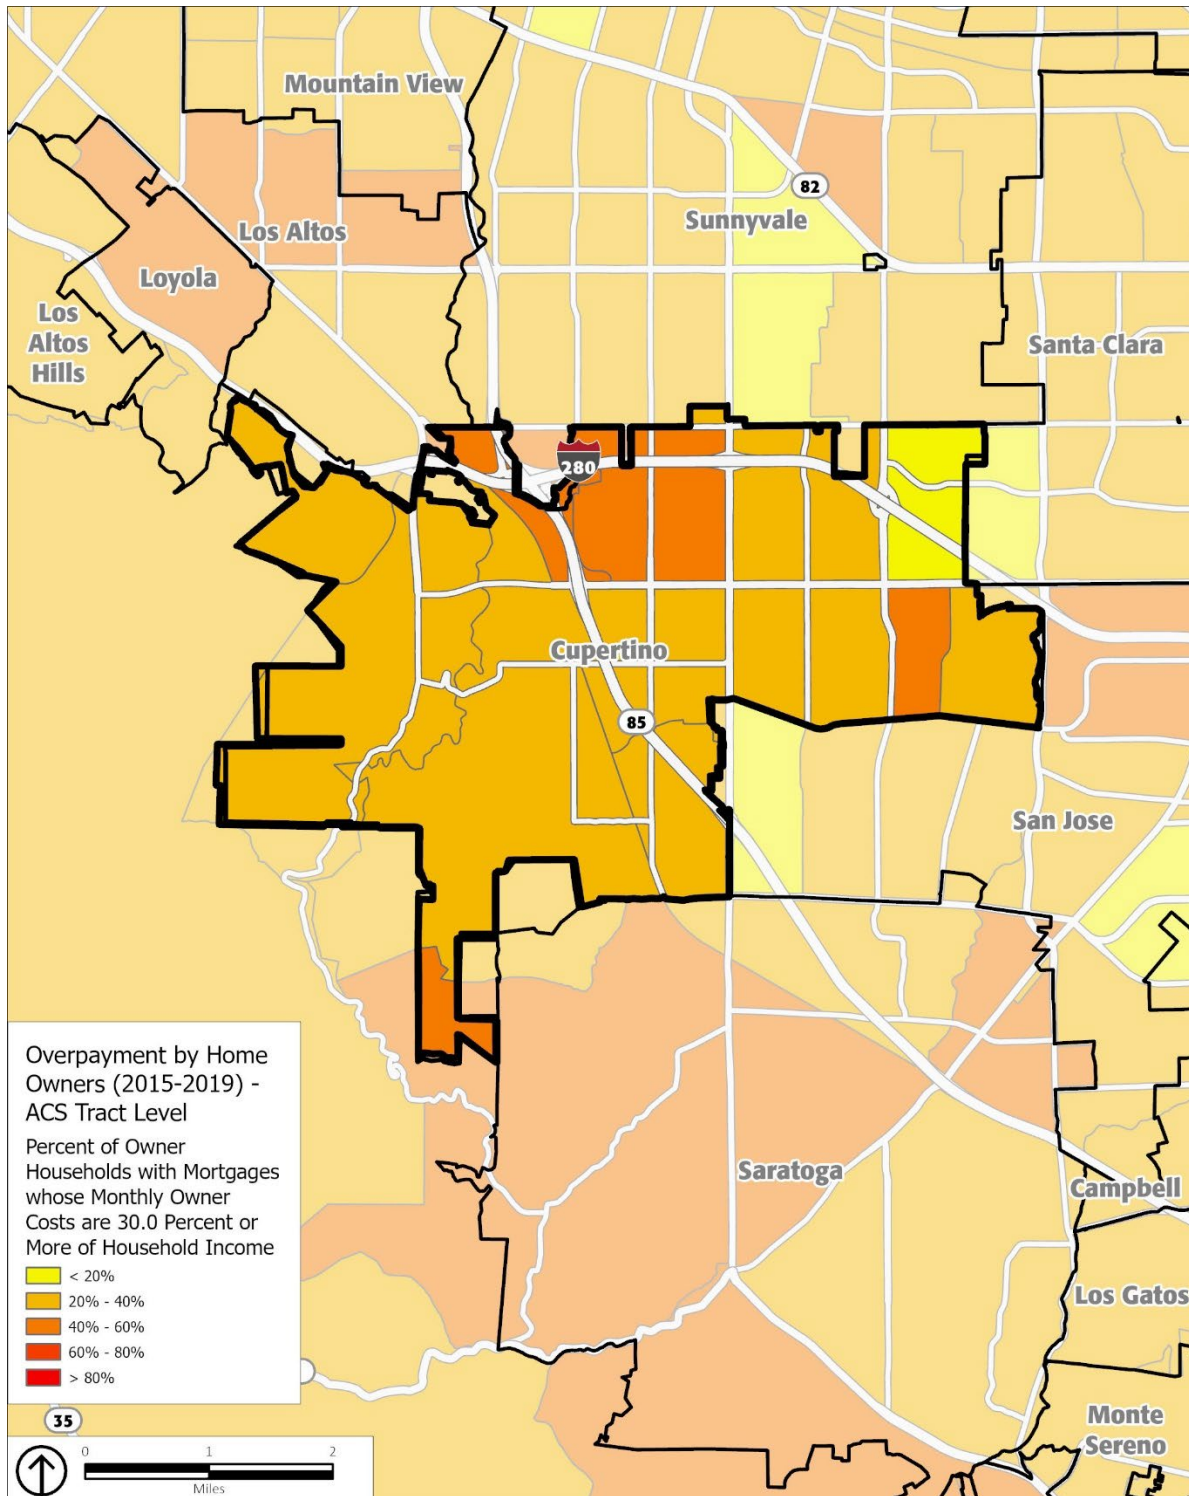 Mountain View
82
Sunnyvale
Los Altos
Loyola
Los
Altos
Hills
Santa Clara
280
Cupertino
85
San Jose
Saratoga
Campbell
Los Gatos
Monte
Sereno
Overpayment by Home
Owners (2015-2019) -
ACS Tract Level
Percent of Owner
Households with Mortgages
whose Monthly Owner
Costs are 30.0 Percent or
More of Household Income
< 20%
20% - 40%
40% - 60%
60% - 80%
> 80%
35
0 1 2
Miles